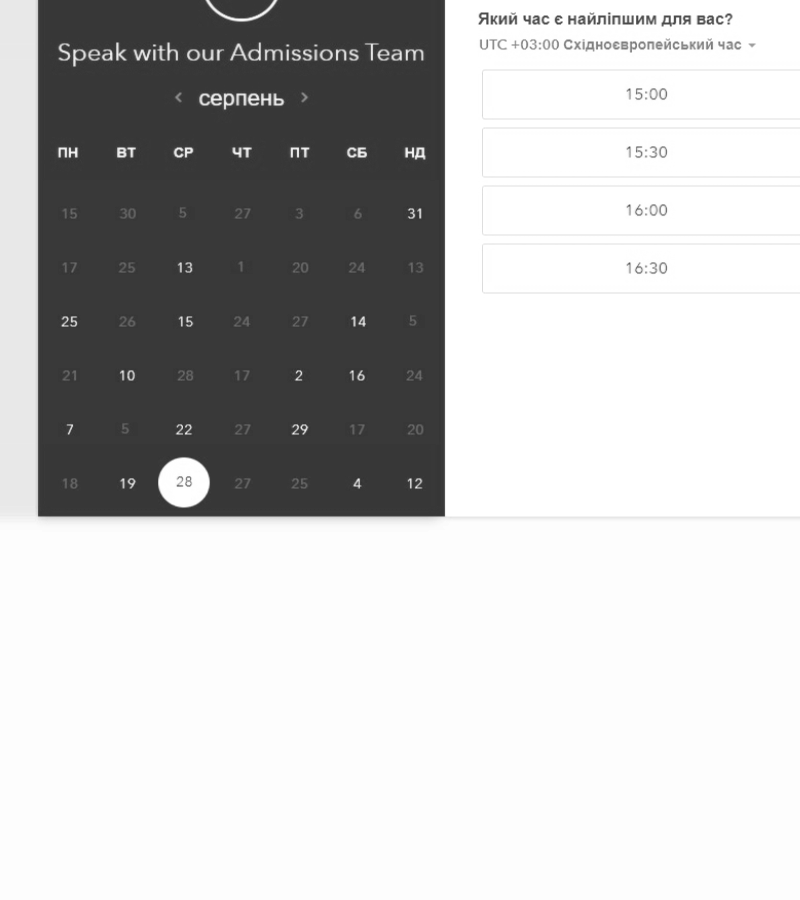 Speak with our Admissions Team
серпень
ПН ВТ СР ЧТ ПТ СБ НД
15 30 5 27 3 6 31
17 25 13 1 20 24 13
25 26 15 24 27 14 5
21 10 28 17 2 16 24
7 5 22 27 29 17 20
18 19 28 27 25 4 12
Який час є найліпшим для вас?
UTC +03:00 Східноєвропейський час
15:00
15:30
16:00
16:30